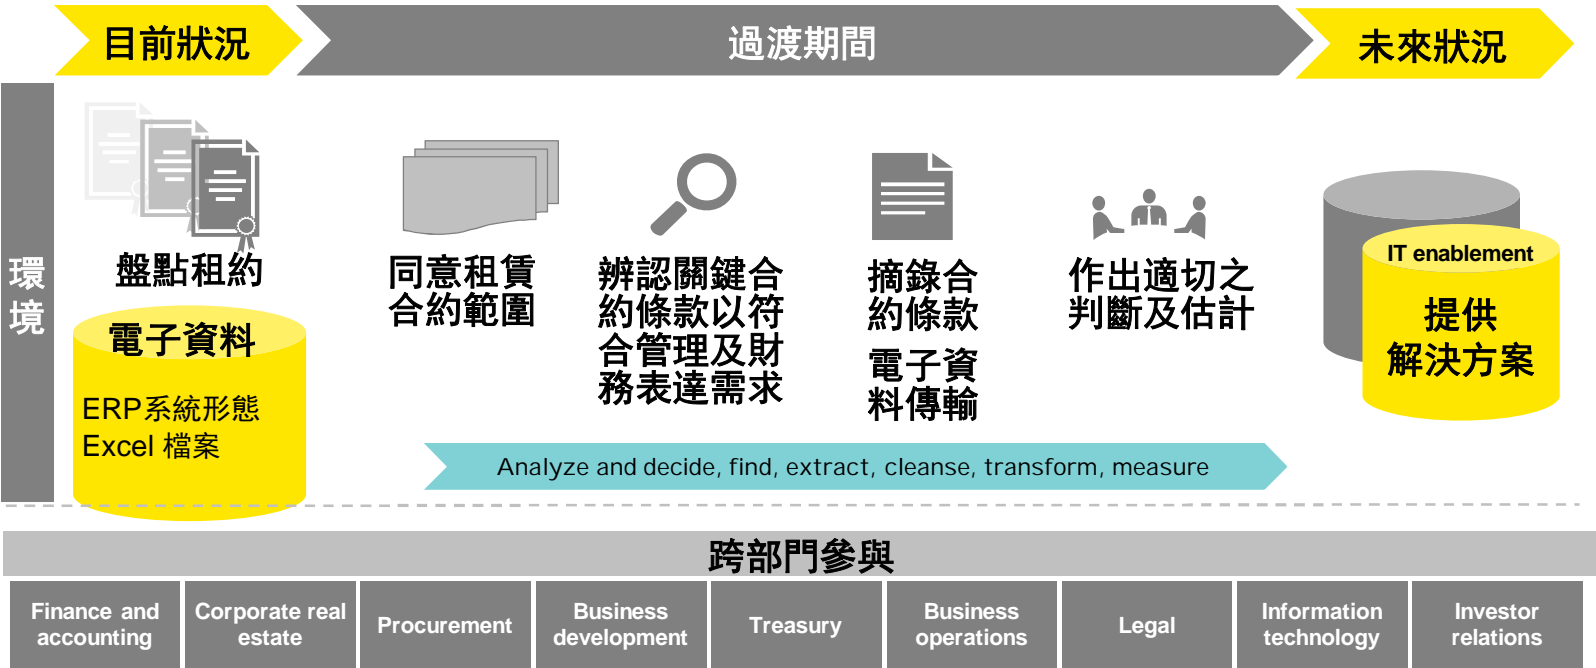 目前狀況
過渡期間
未來狀況
環
境
盤點租約
電子資料
ERP系統形態
Excel 檔案
同意租賃
合約範圍
辨認關鍵合
約條款以符
合管理及財
務表達需求
摘錄合
約條款
電子資
料傳輸
作出適切之
判斷及估計
IT enablement
提供
解決方案
Analyze and decide, find, extract, cleanse, transform, measure
跨部門參與
Finance and
accounting
Corporate real
estate
Procurement
Business
development
Treasury
Business
operations
Legal
Information
technology
Investor
relations